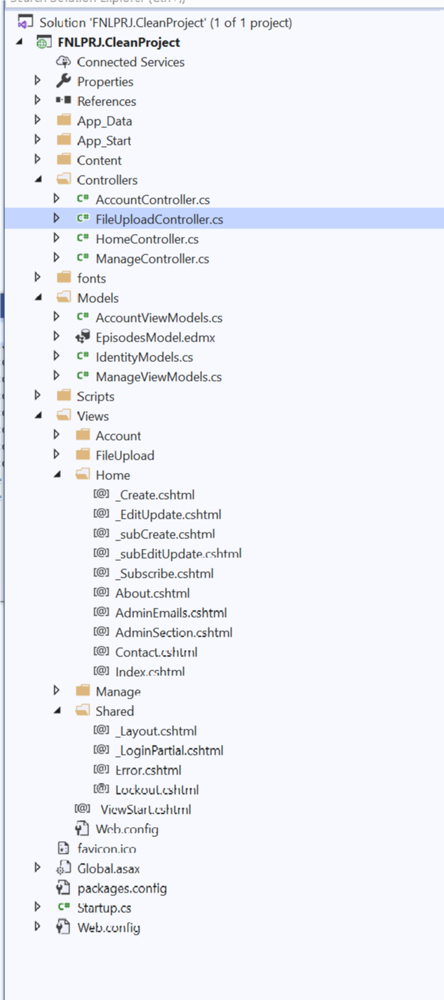 Solution 'FNLPRJ.CleanProject' (1 of 1 project)
FNLPRJ.CleanProject
Connected Services
Properties
References
App_Data
App_Start
Content
Controllers
C# AccountController.cs
C# FileUploadController.cs
C# HomeController.cs
C# ManageController.cs
fonts
Models
C# AccountViewModels.cs
EpisodesModel.edmx
C# IdentityModels.cs
C# ManageViewModels.cs
Scripts
Views
Account
FileUpload
Home
[@] _Create.cshtml
[@] _EditUpdate.cshtml
[@] _subCreate.cshtml
[@] _subEditUpdate.cshtml
[@] _Subscribe.cshtml
[@] About.cshtml
[@] AdminEmails.cshtml
[@] AdminSection.cshtml
[@] Contact.cshtml
[@] Index.cshtml
Manage
Shared
[@] _Layout.cshtml
[@] _LoginPartial.cshtml
[@] Error.cshtml
[@] Lockout.cshtml
[@] _ViewStart.cshtml
Web.config
favicon.ico
Global.asax
packages.config
C# Startup.cs
Web.config